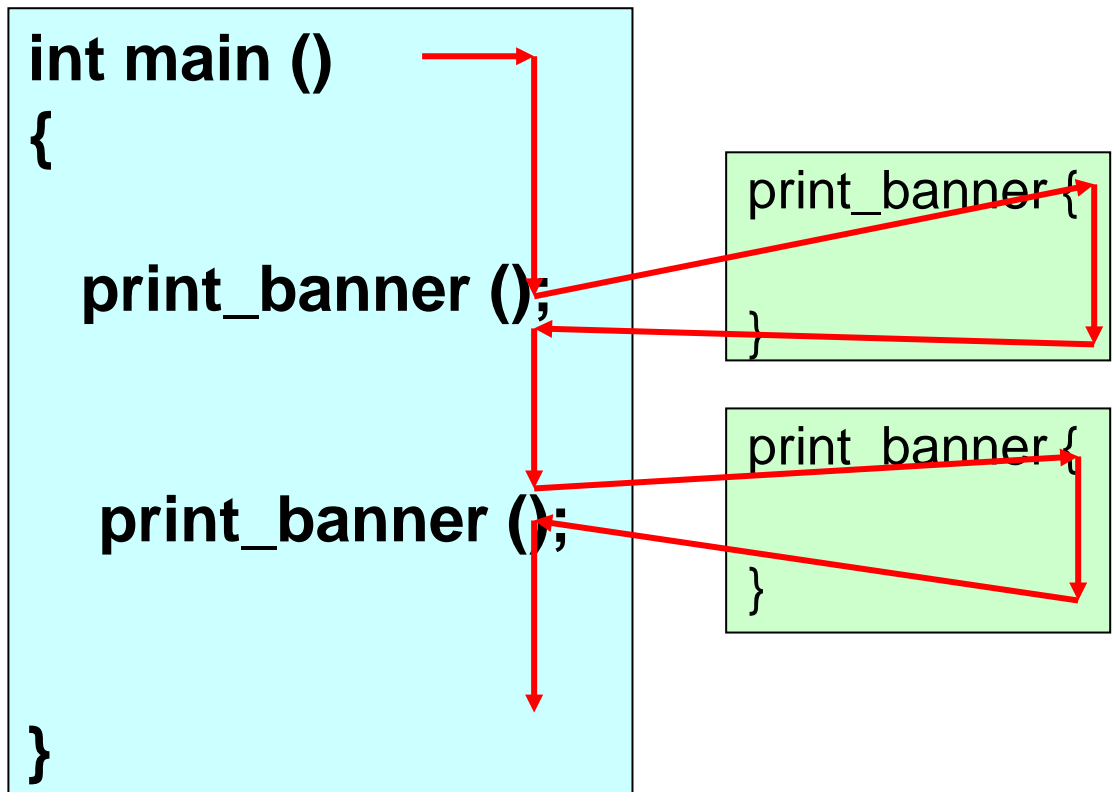 int main ()
{
print_banner ();
print_banner ();
}
print_banner {
}
print_banner {
}